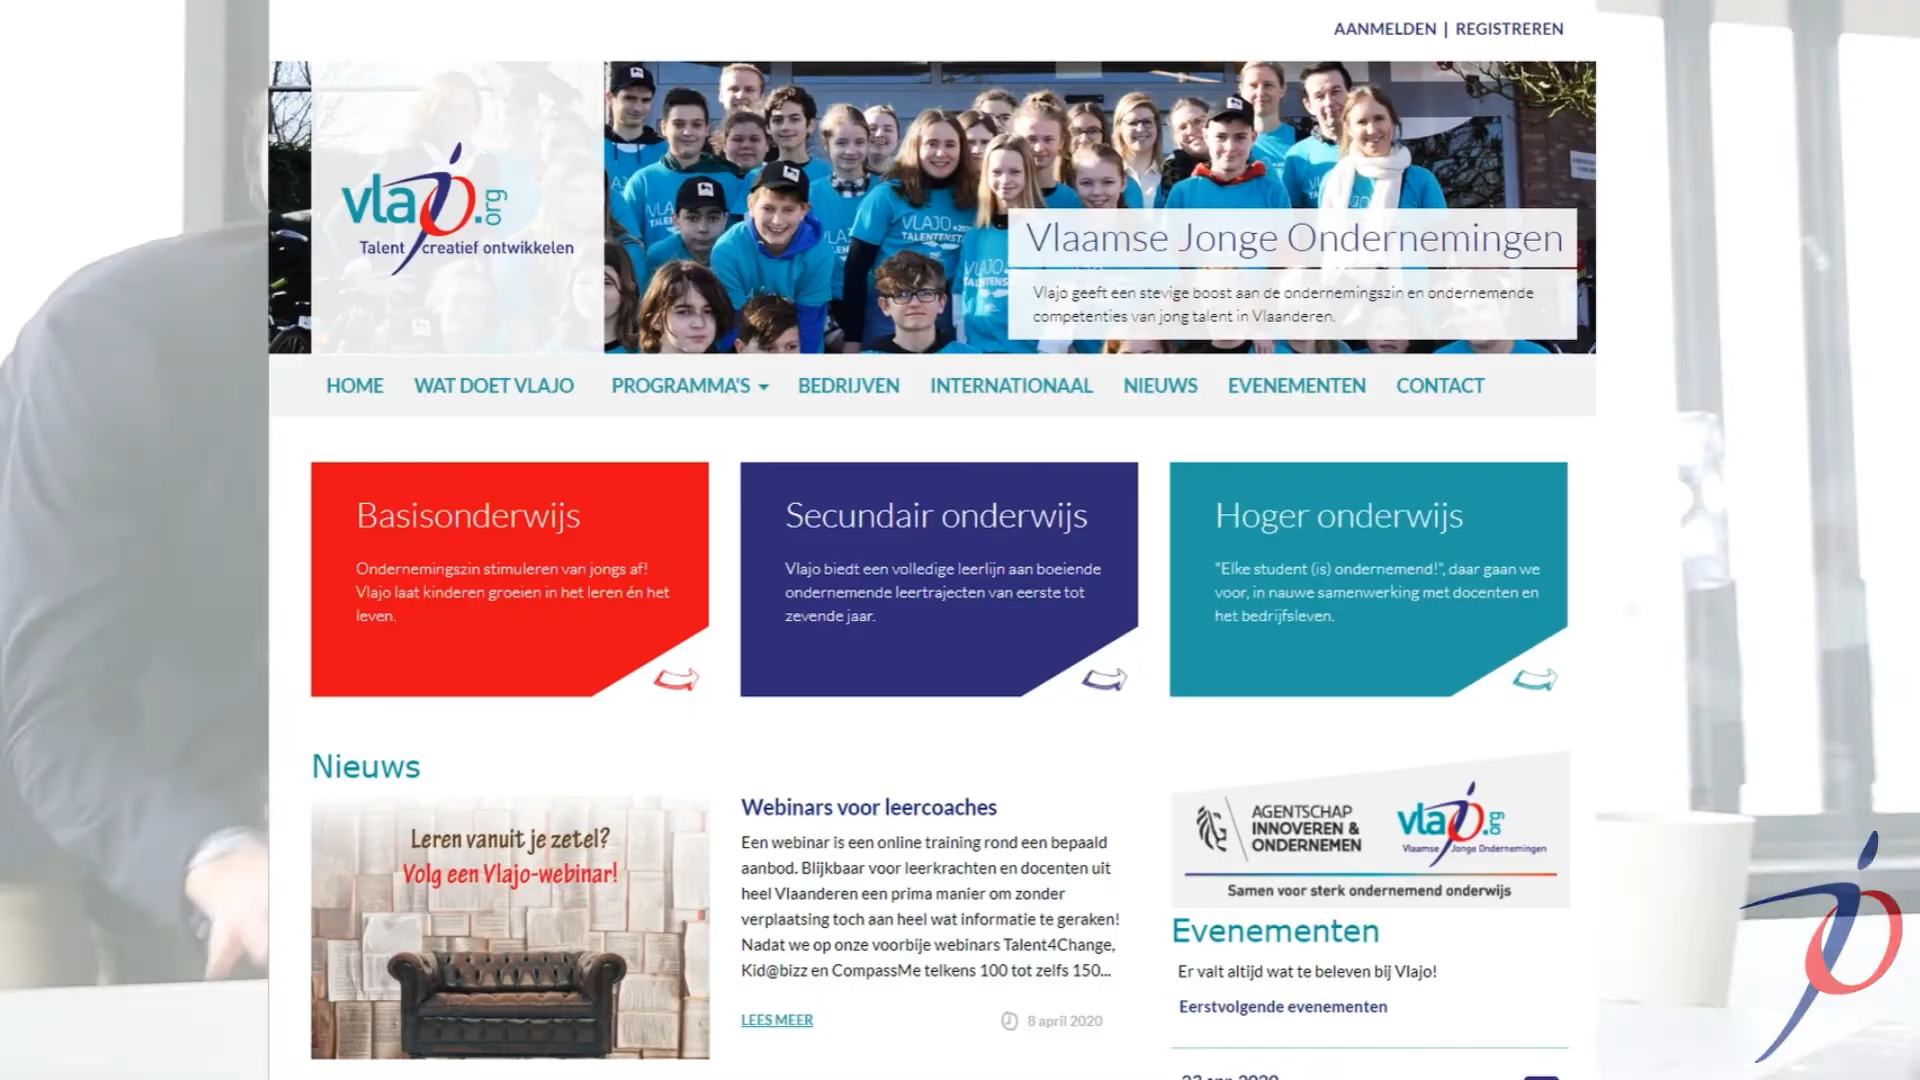 AANMELDEN | REGISTREREN
vlajo.org
Talent creatief ontwikkelen
VLAJO
TALENTENSTA
Vlaamse Jonge Ondernemingen
Vlajo geeft een stevige boost aan de ondernemingszin en ondernemende
competenties van jong talent in Vlaanderen.
HOME WAT DOET VLAJO PROGRAMMA'S BEDRIJVEN INTERNATIONAAL NIEUWS EVENEMENTEN CONTACT
Basisonderwijs
Ondernemingszin stimuleren van jongs af!
Vlajo laat kinderen groeien in het leren én het
leven.
Secundair onderwijs
Vlajo biedt een volledige leerlijn aan boeiende
ondernemende leertrajecten van eerste tot
zevende jaar.
Hoger onderwijs
"Elke student (is) ondernemend!", daar gaan we
voor, in nauwe samenwerking met docenten en
het bedrijfsleven.
Nieuws
Leren vanuit je zetel?
Volg een Vlajo-webinar!
Webinars voor leercoaches
Een webinar is een online training rond een bepaald
aanbod. Blijkbaar voor leerkrachten en docenten uit
heel Vlaanderen een prima manier om zonder
verplaatsing toch aan heel wat informatie te geraken!
Nadat we op onze voorbije webinars Talent4Change,
Kid@bizz en CompassMe telkens 100 tot zelfs 150...
LEES MEER
8 april 2020
AGENTSCHAP
INNOVEREN &
ONDERNEMEN
vlajo.org
Vlaamse Jonge Ondernemingen
Samen voor sterk ondernemend onderwijs
Evenementen
Er valt altijd wat te beleven bij Vlajo!
Eerstvolgende evenementen